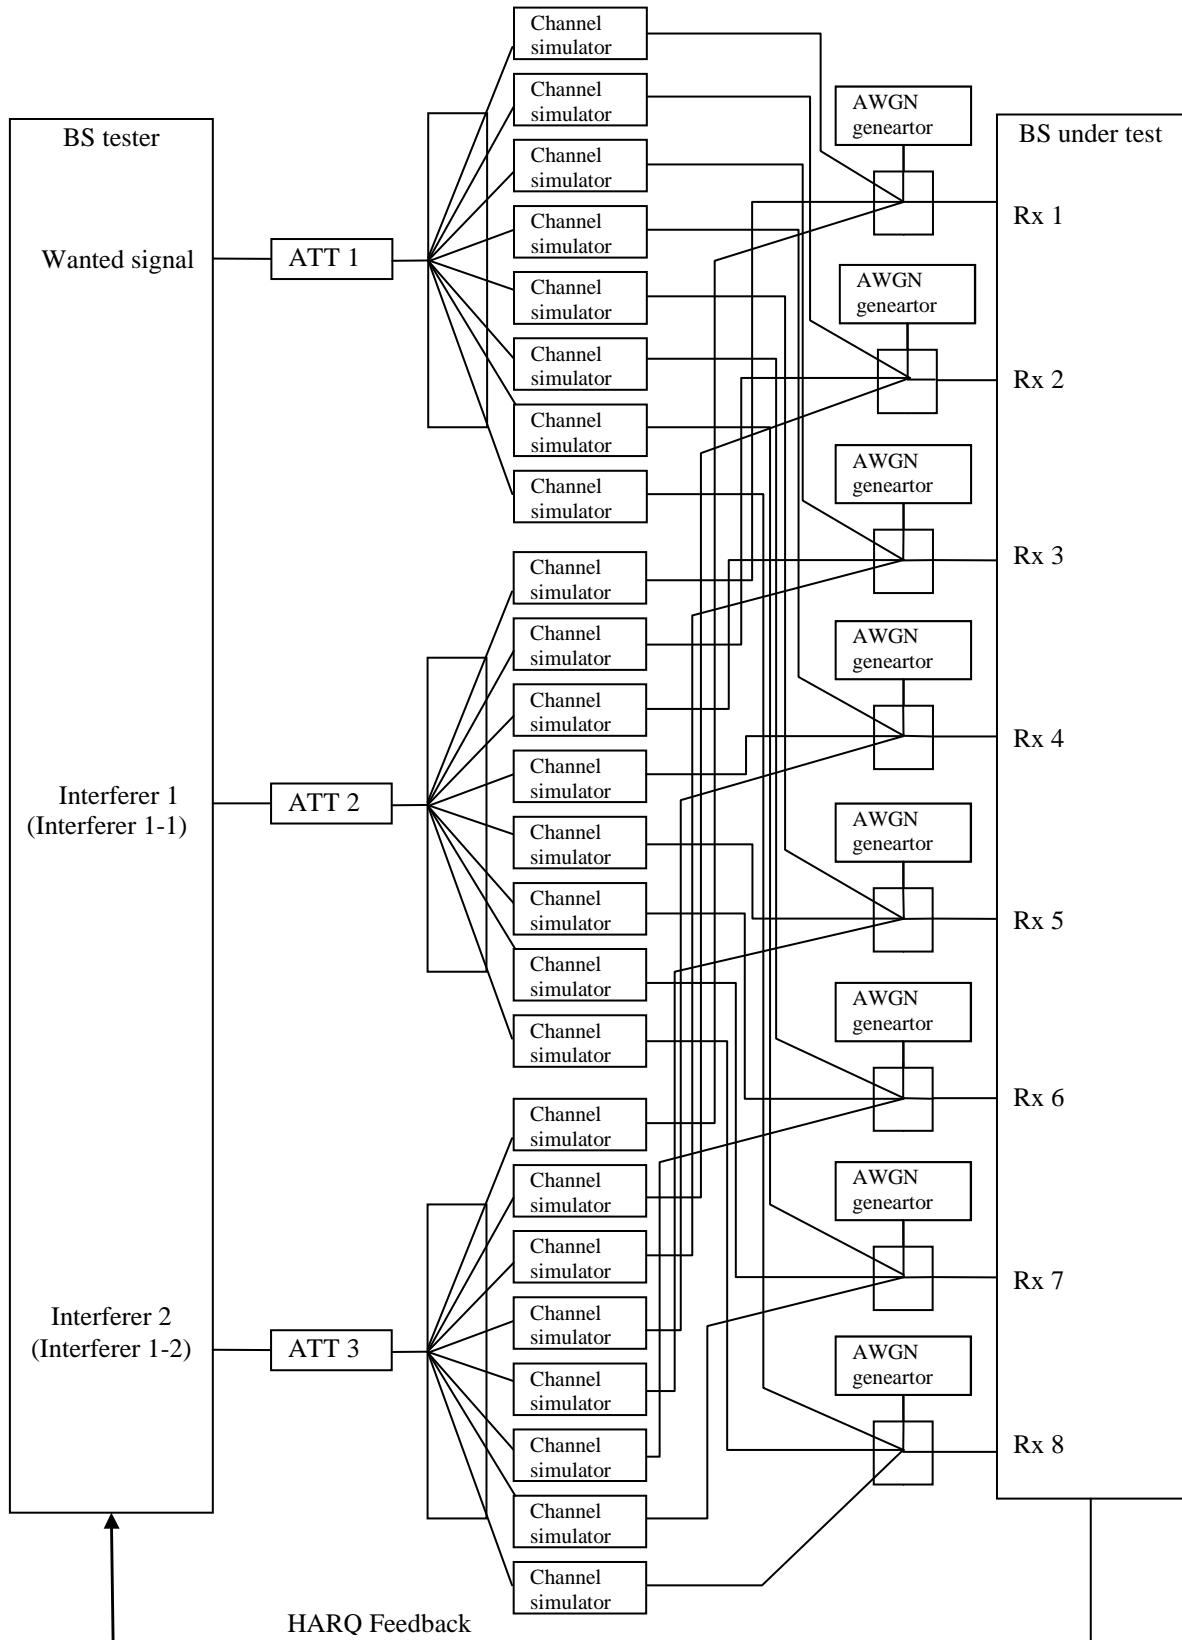 BS tester
Wanted signal
Interferer 1
(Interferer 1-1)
Interferer 2
(Interferer 1-2)
ATT 1
ATT 2
ATT 3
Channel
simulator
Channel
simulator
Channel
simulator
Channel
simulator
Channel
simulator
Channel
simulator
Channel
simulator
Channel
simulator
Channel
simulator
Channel
simulator
Channel
simulator
Channel
simulator
Channel
simulator
Channel
simulator
Channel
simulator
Channel
simulator
Channel
simulator
Channel
simulator
Channel
simulator
Channel
simulator
Channel
simulator
Channel
simulator
Channel
simulator
Channel
simulator
AWGN
geneartor
AWGN
geneartor
AWGN
geneartor
AWGN
geneartor
AWGN
geneartor
AWGN
geneartor
AWGN
geneartor
AWGN
geneartor
BS under test
Rx 1
Rx 2
Rx 3
Rx 4
Rx 5
Rx 6
Rx 7
Rx 8
HARQ Feedback